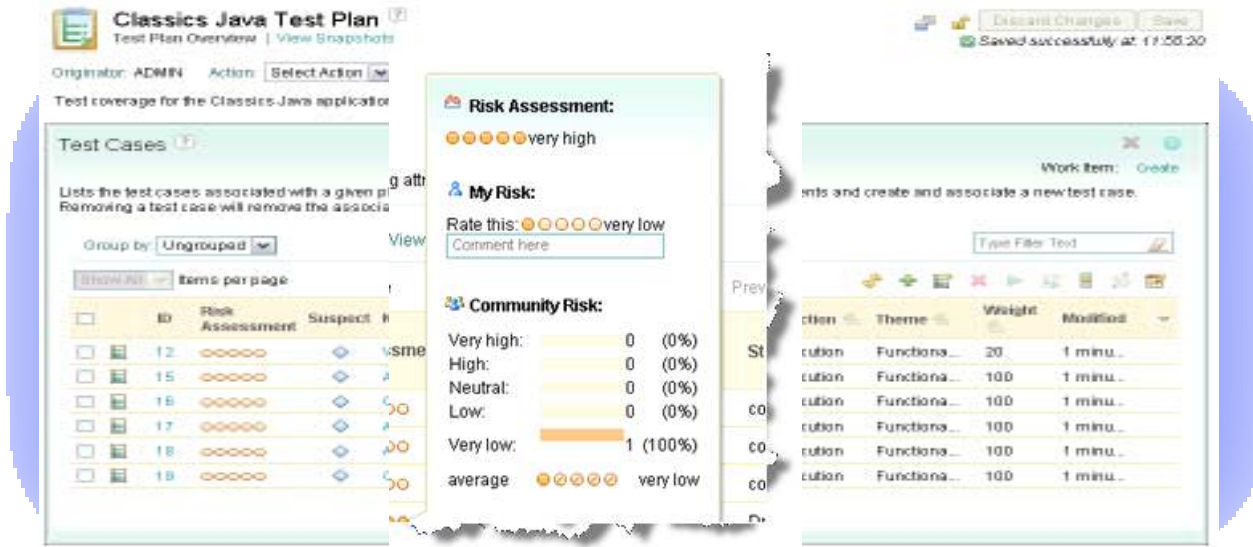 Classics Java Test Plan
Test Plan Overview | View Snapshots
Discard Changes Save
Saved successfully at 11:56:20
Originator: ADMIN Action: Select Action
Test coverage for the Classics Java
Test Cases
Work Item: Create
Lists the test cases associated with a given
ents and create and associate a new test case.
Removing a test case will remove the
Group by: Ungrouped
Type Filter Text
Show All Items per page
ID Risk Assessment Suspect
Theme Weight Modified
12 Functiona... 20 1 minu...
15 Functiona... 100 1 minu...
16 Functiona... 100 1 minu...
17 Functiona... 100 1 minu...
18 Functiona... 100 1 minu...
19 Functiona... 100 1 minu...
View
Risk Assessment:
very high
My Risk:
Rate this: very low
Comment here
Community Risk:
Very high: 0 (0%)
High: 0 (0%)
Neutral: 0 (0%)
Low: 0 (0%)
Very low: 1 (100%)
average very low